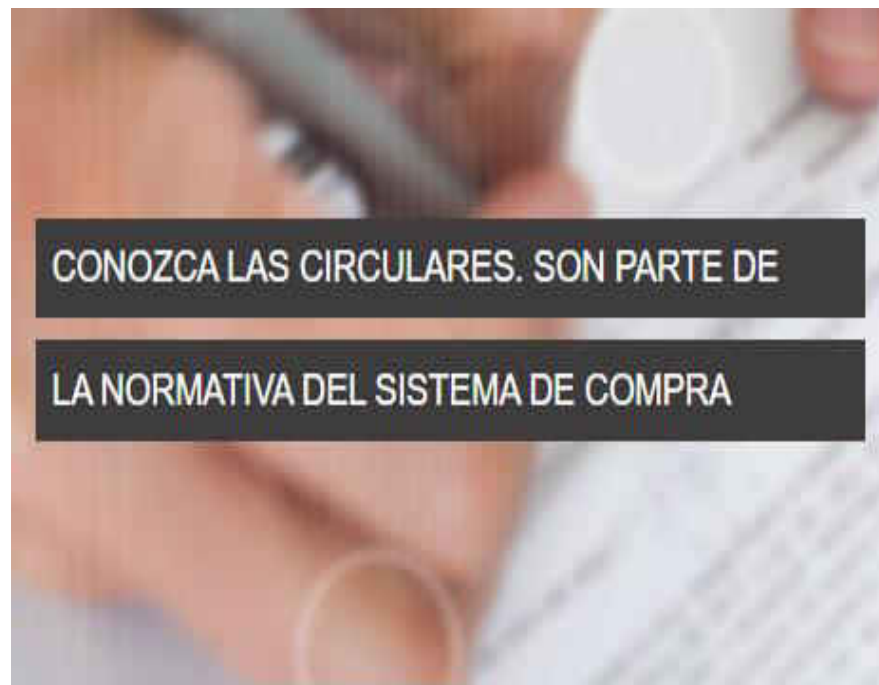 CONOZCA LAS CIRCULARES. SON PARTE DE
LA NORMATIVA DEL SISTEMA DE COMPRA